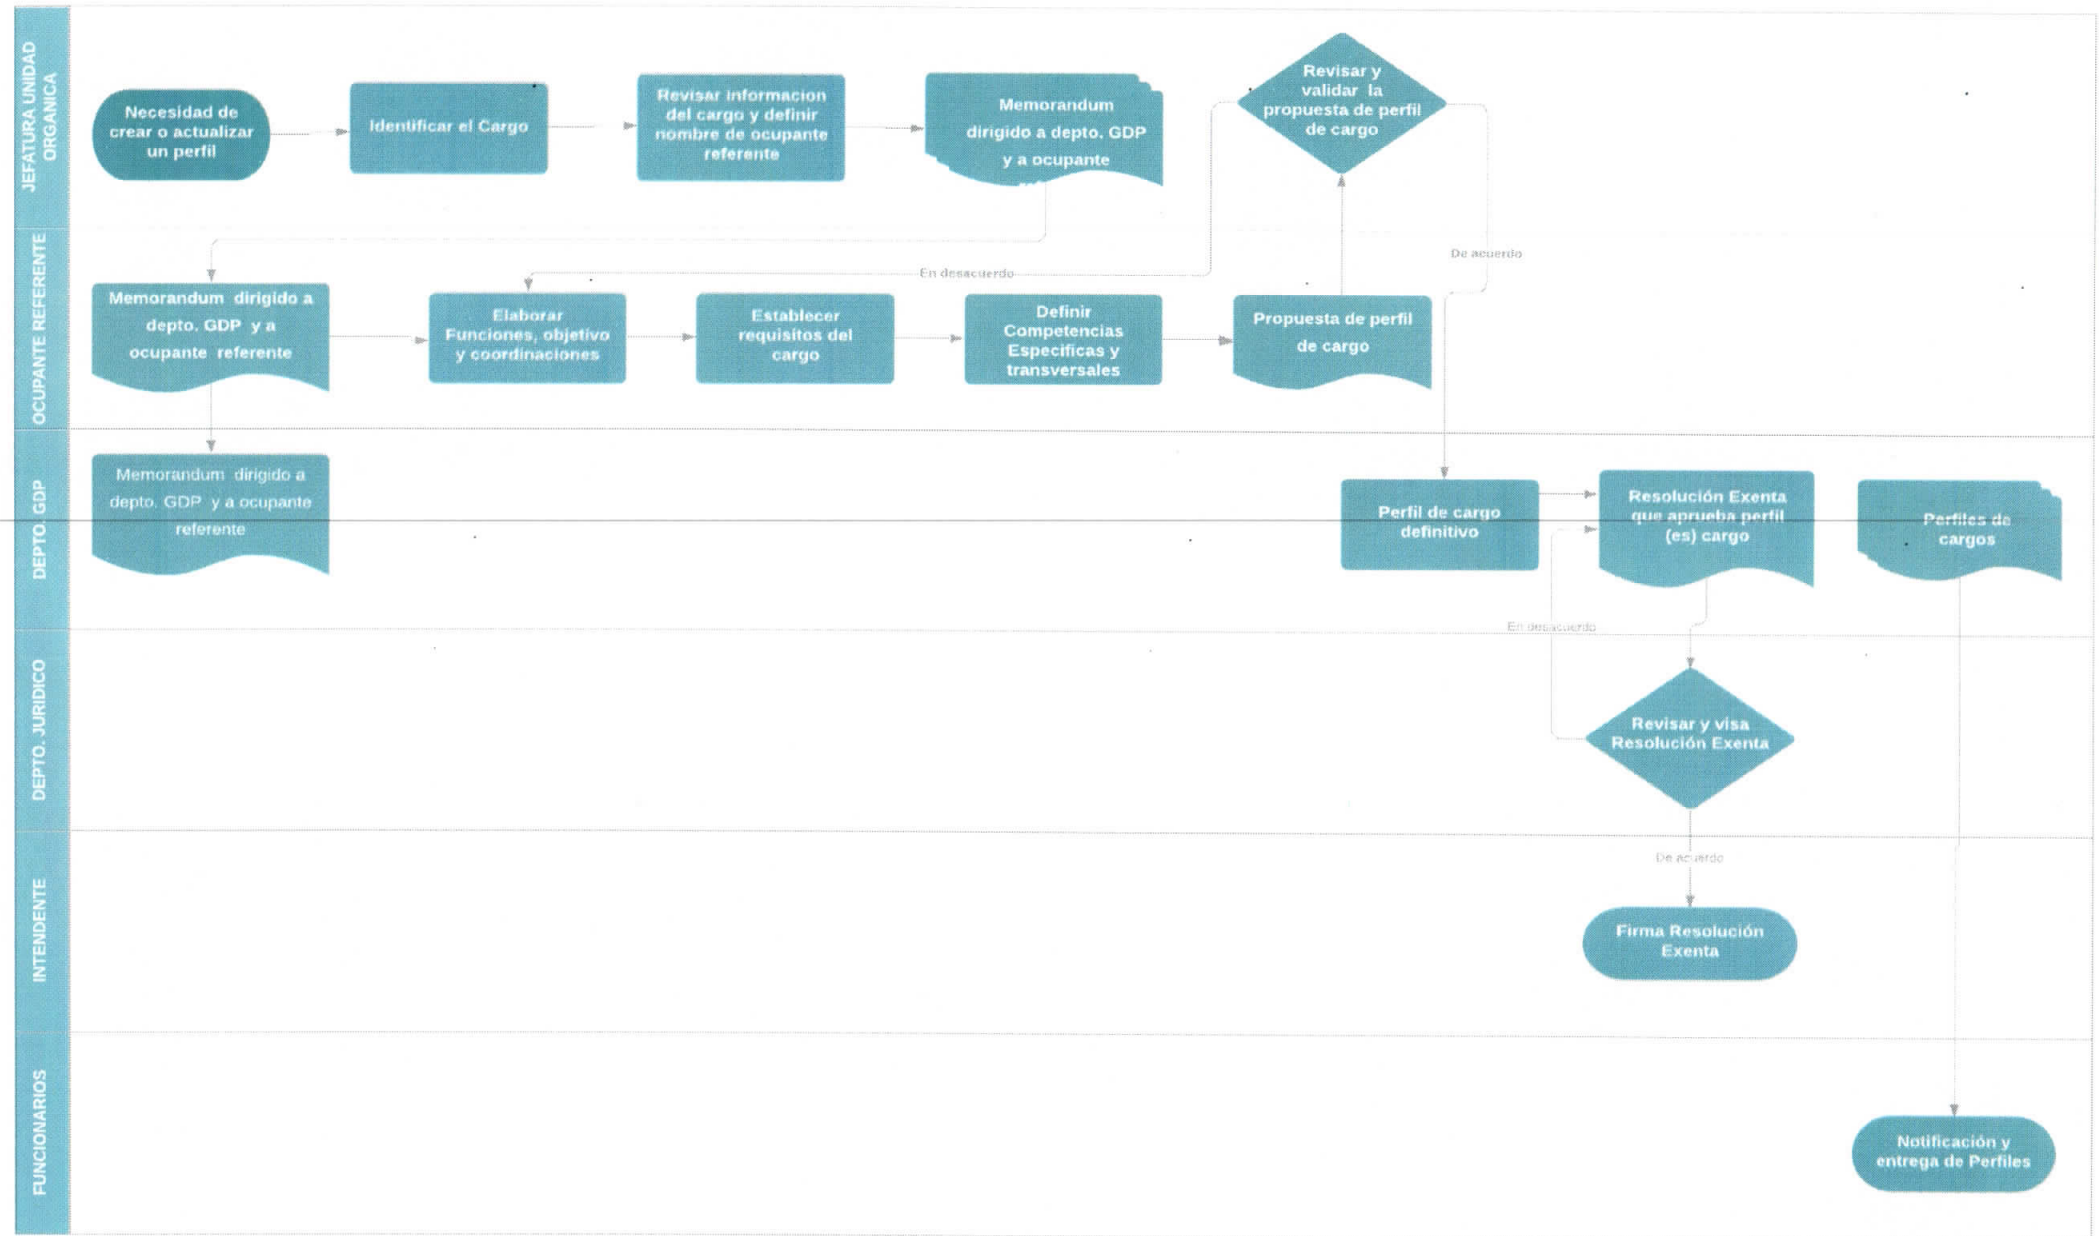 JEFATURA UNIDAD
ORGANICA
Necesidad de
crear o actualizar
un perfil
Identificar el Cargo
Revisar informacion
del cargo y definir
nombre de ocupante
referente
Memorandum
dirigido a depto. GDP
y a ocupante
Revisar y
validar la
propuesta de perfil
de cargo
De acuerdo
En desacuerdo
OCUPANTE REFERENTE
Memorandum dirigido a
depto. GDP y a
ocupante referente
Elaborar
Funciones, objetivo
y coordinaciones
Establecer
requisitos del
cargo
Definir
Competencias
Especificas y
transversales
Propuesta de perfil
de cargo
DEPTO. GDP
Memorandum dirigido a
depto. GDP y a ocupante
referente
Perfil de cargo
definitivo
Resolución Exenta
que aprueba perfil
(es) cargo
Perfiles de
cargos
En desacuerdo
DEPTO. JURIDICO
Revisar y visa
Resolución Exenta
De acuerdo
INTENDENTE
Firma Resolución
Exenta
FUNCIONARIOS
Notificación y
entrega de Perfiles